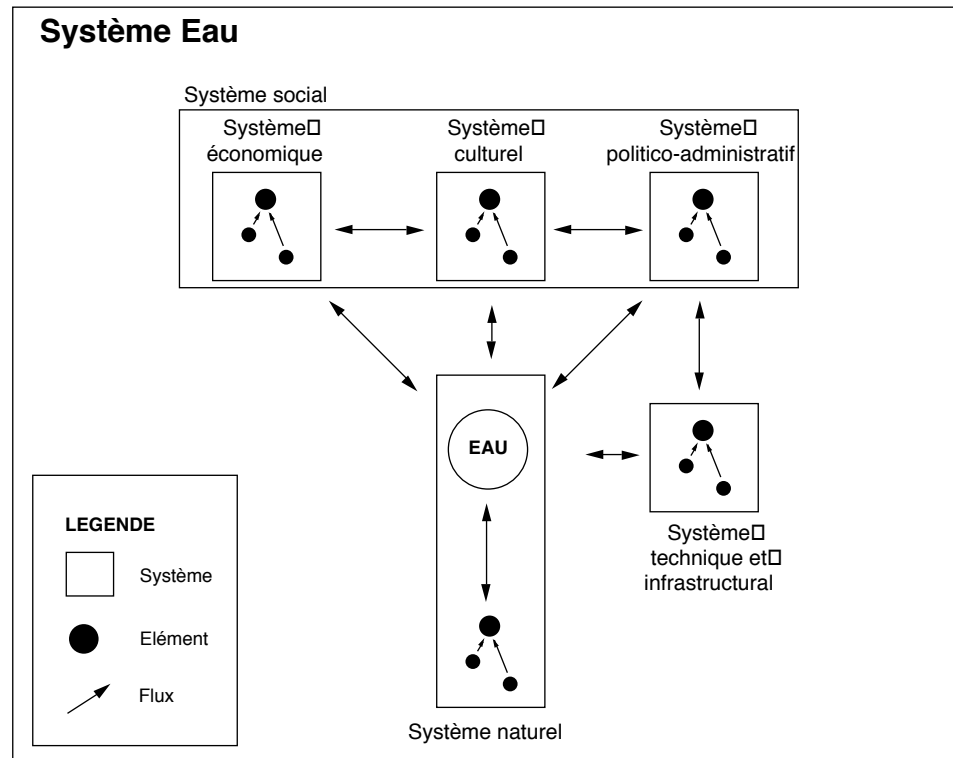 Système Eau
Système social
Système
économique
Système
culturel
Système
politico-administratif
EAU
Système
technique et
infrastructural
Système naturel
LEGENDE
Système
Elément
Flux